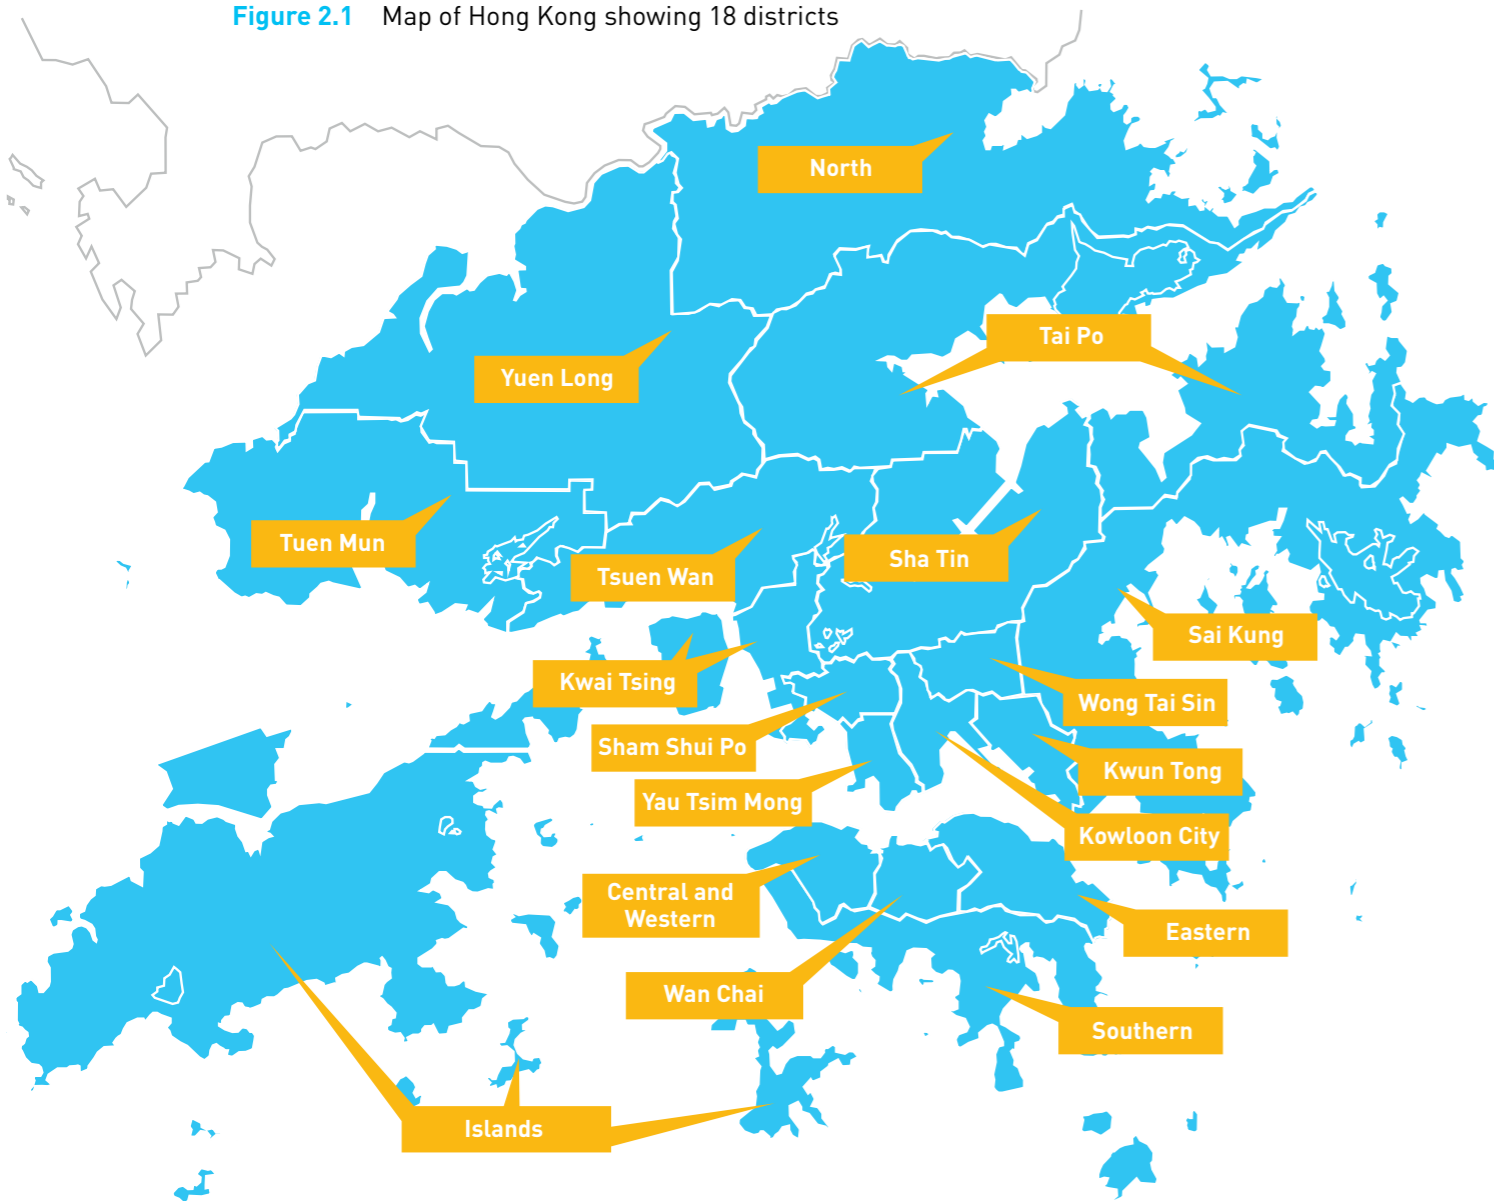 Figure 2.1 Map of Hong Kong showing 18 districts
North
Tai Po
Yuen Long
Tuen Mun
Tsuen Wan
Sha Tin
Sai Kung
Kwai Tsing
Wong Tai Sin
Sham Shui Po
Kwun Tong
Yau Tsim Mong
Kowloon City
Central and
Western
Eastern
Wan Chai
Southern
Islands